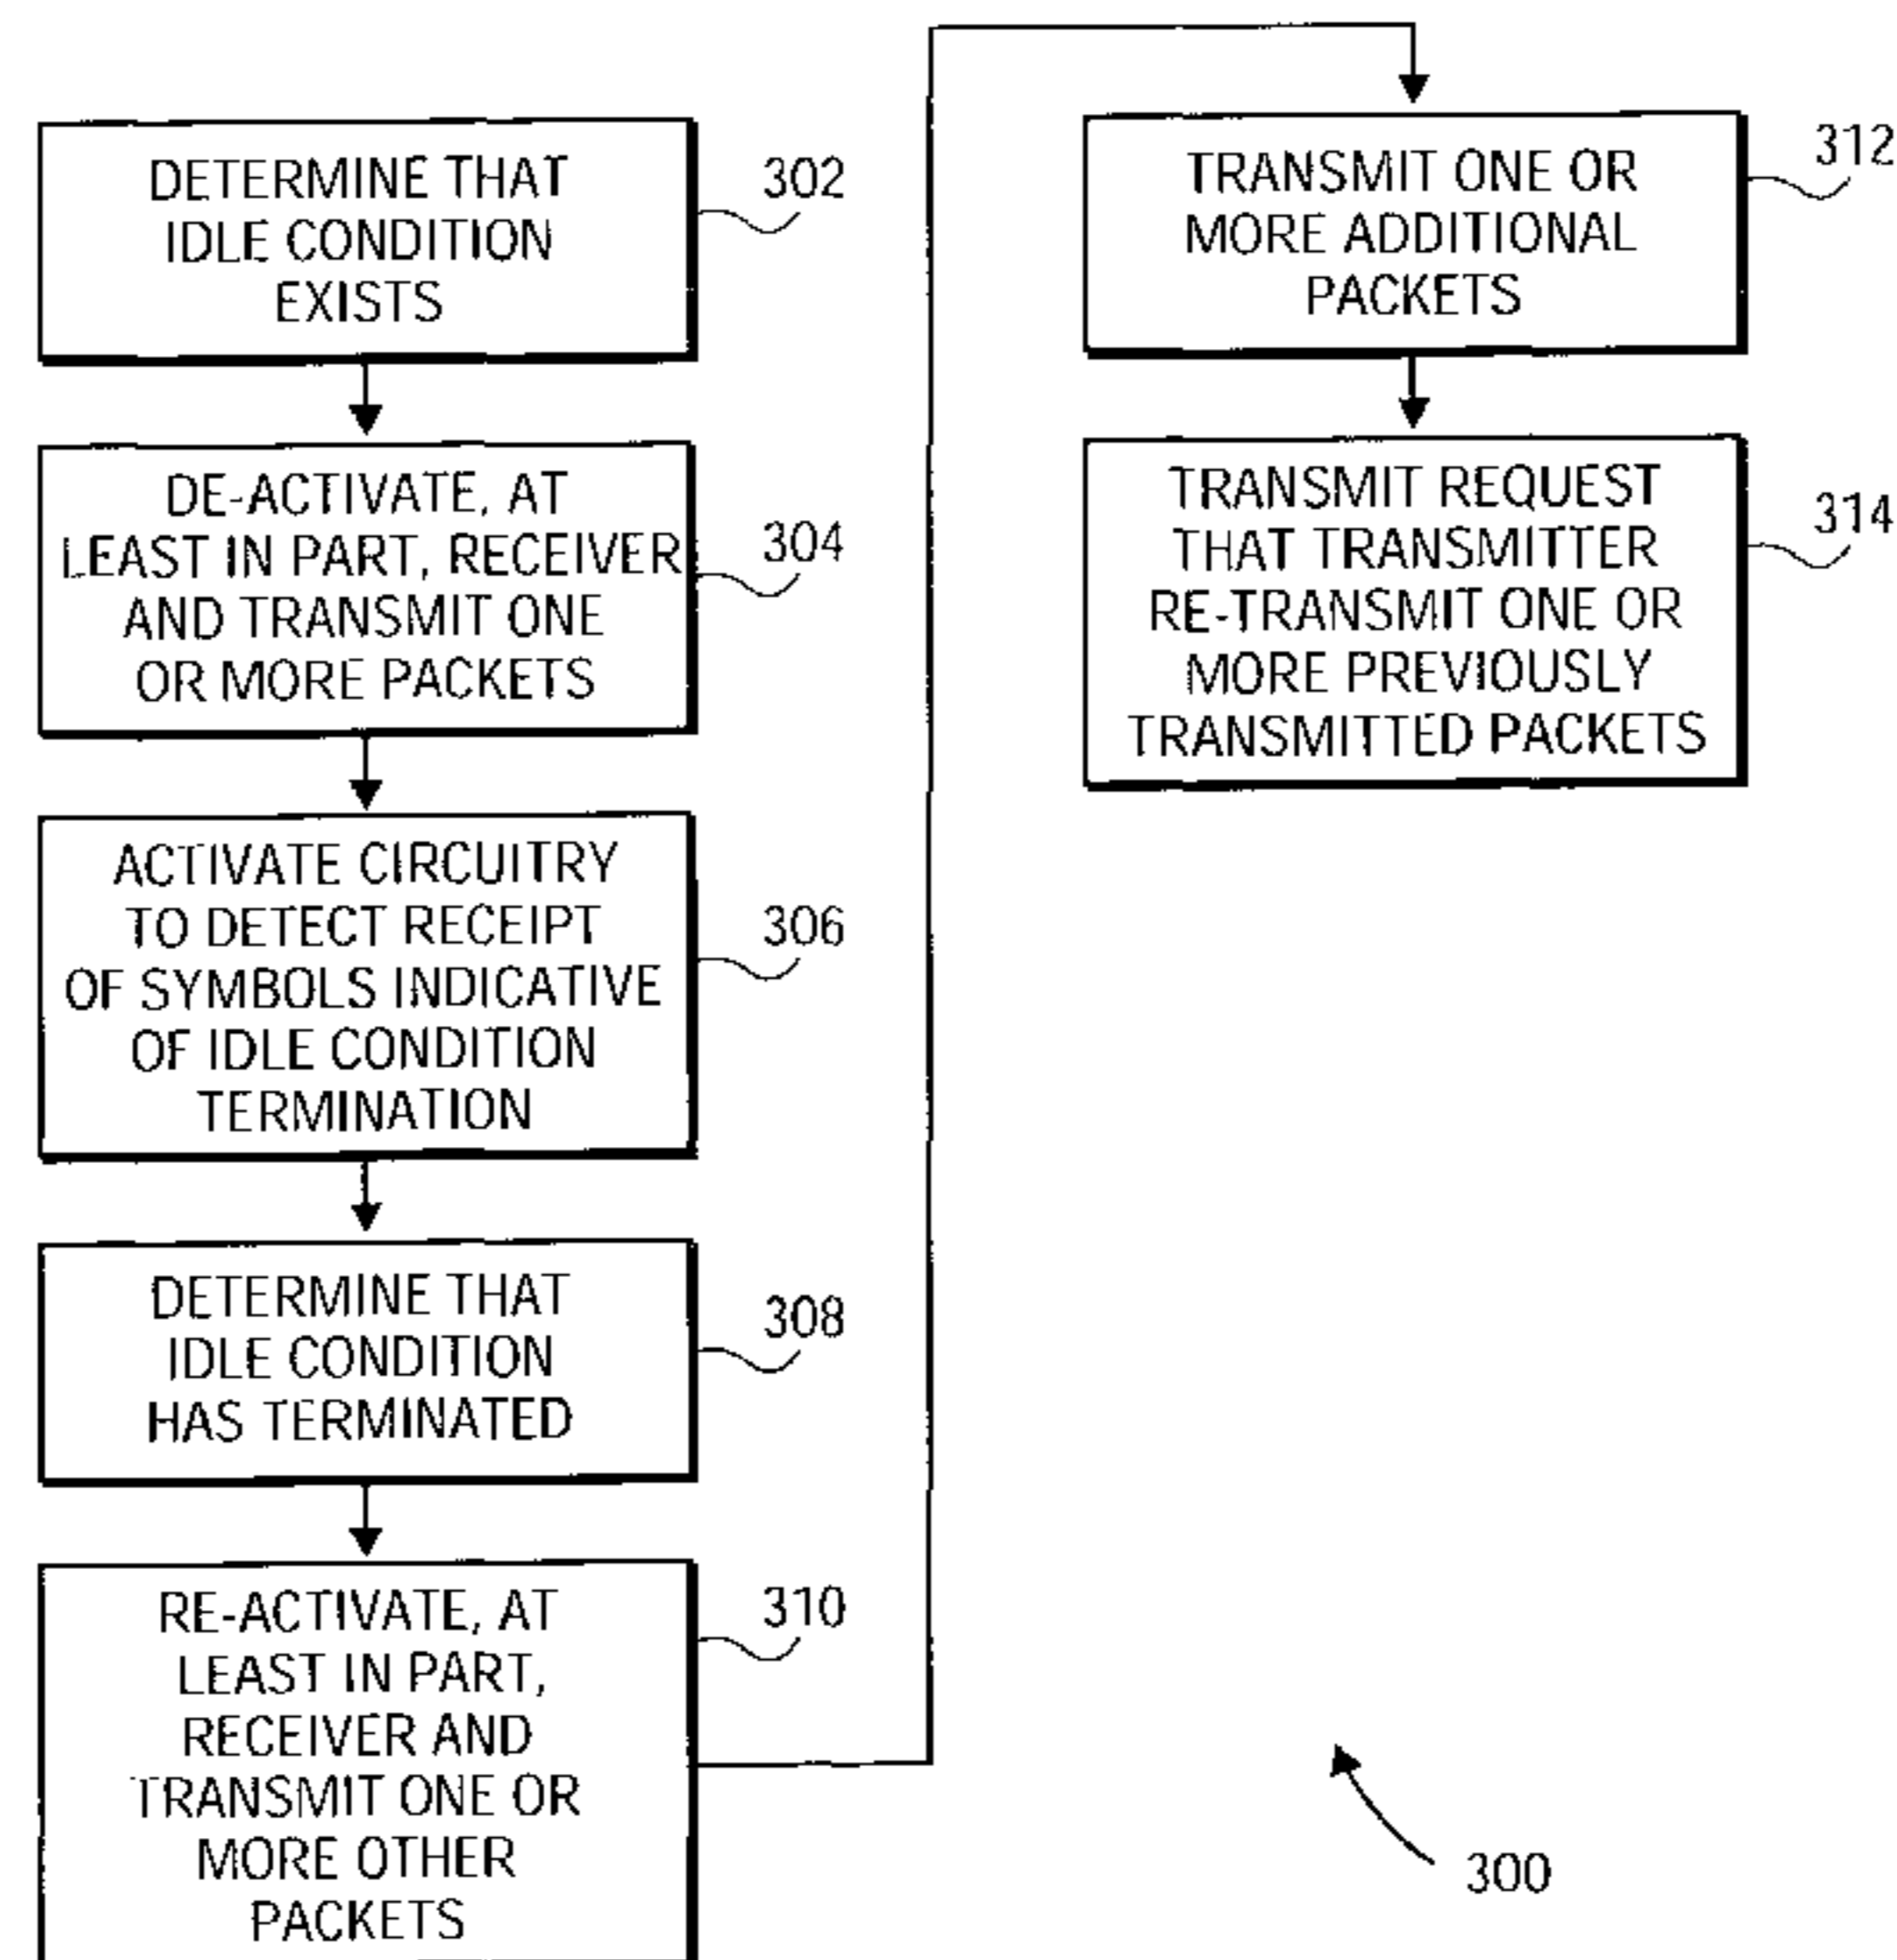 DETERMINE THAT
IDLE CONDITION
EXISTS
302
DE-ACTIVATE, AT
LEAST IN PART, RECEIVER
AND TRANSMIT ONE
OR MORE PACKETS
304
ACTIVATE CIRCUITRY
TO DETECT RECEIPT
OF SYMBOLS INDICATIVE
OF IDLE CONDITION
TERMINATION
306
DETERMINE THAT
IDLE CONDITION
HAS TERMINATED
308
RE-ACTIVATE, AT
LEAST IN PART,
RECEIVER AND
TRANSMIT ONE OR
MORE OTHER
PACKETS
310
TRANSMIT ONE OR
MORE ADDITIONAL
PACKETS
312
TRANSMIT REQUEST
THAT TRANSMITTER
RE-TRANSMIT ONE OR
MORE PREVIOUSLY
TRANSMITTED PACKETS
314
300